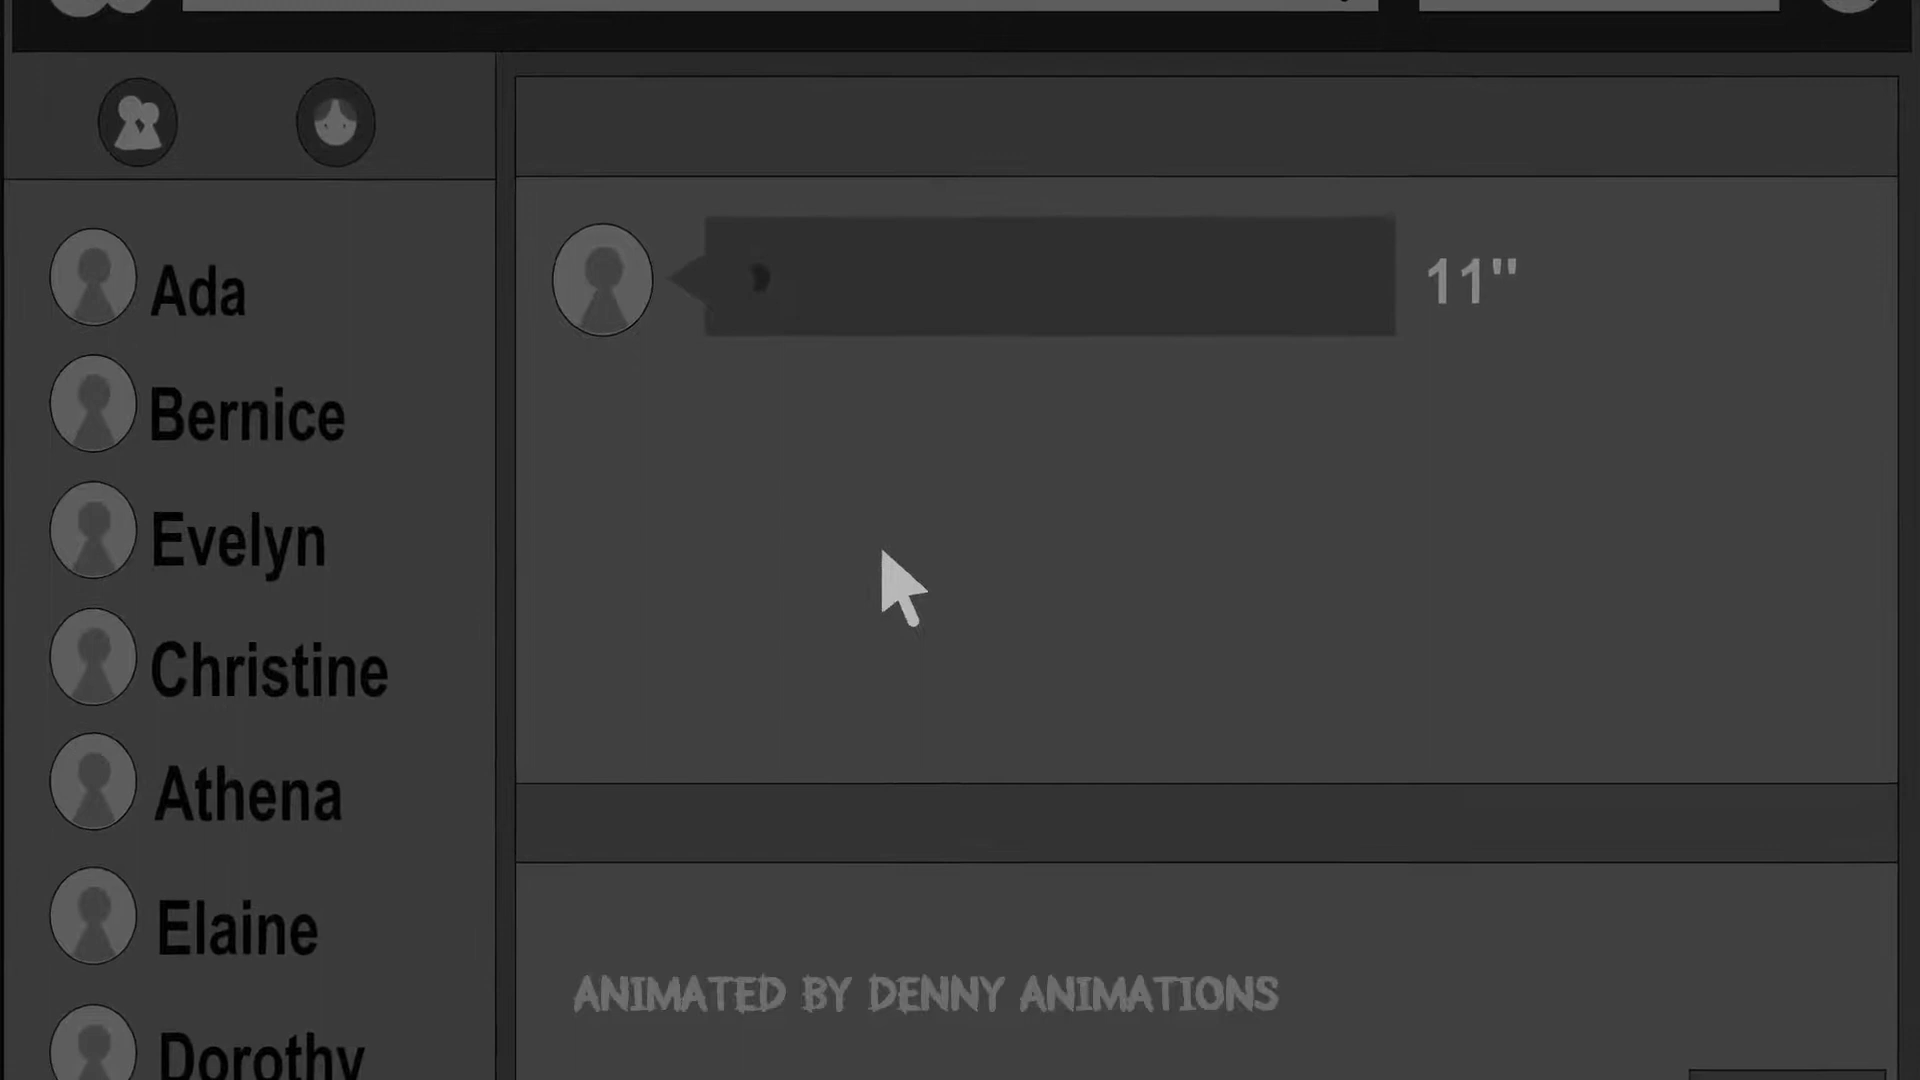 Ada
11''
Bernice
Evelyn
Christine
Athena
Elaine
ANIMATED BY DENNY ANIMATIONS
Dorothy